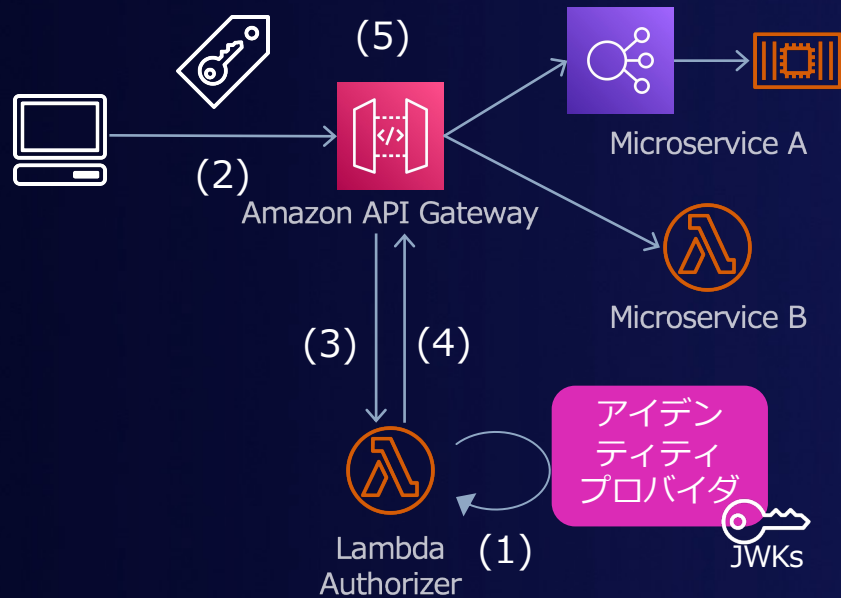 (5)
(2)
Amazon API Gateway
Microservice A
Microservice B
(3)
(4)
アイデン
ティティ
プロバイダ
JWKs
(1)
Lambda
Authorizer